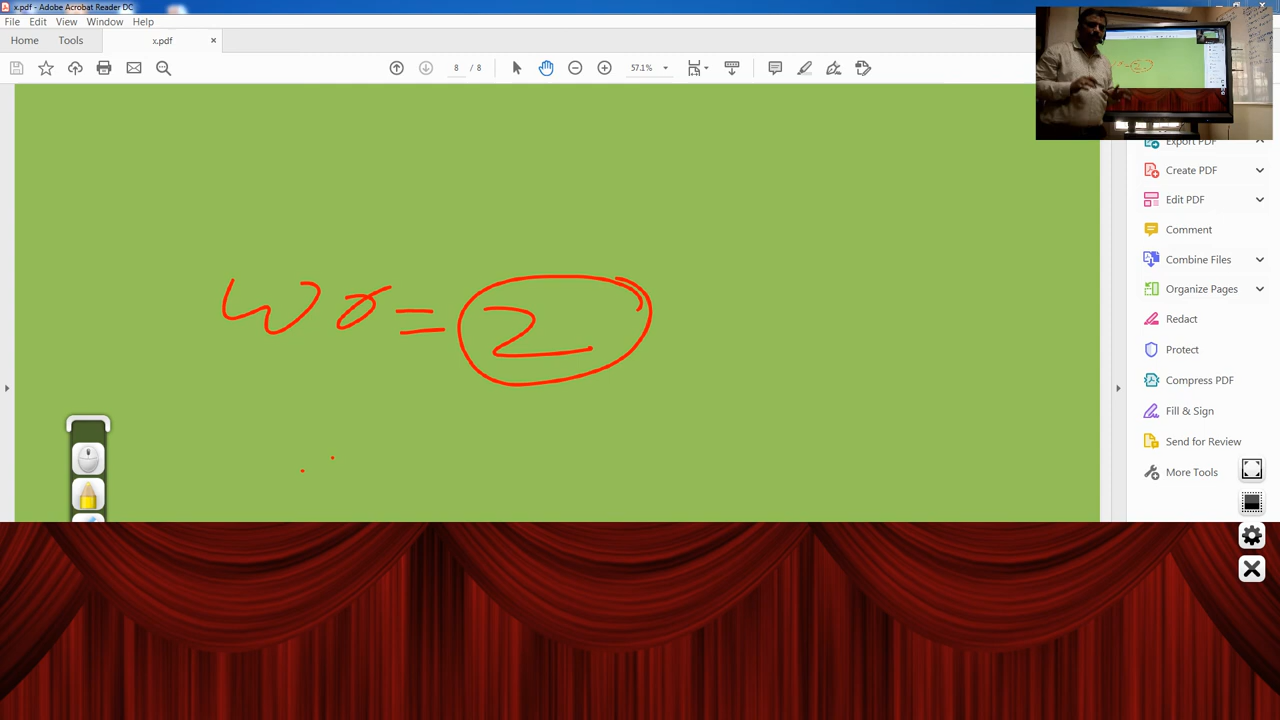 x.pdf - Adobe Acrobat Reader DC
File Edit View Window Help
Home Tools x.pdf ×
8 / 8 57.1%
Export PDF
Create PDF
Edit PDF
Comment
Combine Files
Organize Pages
Redact
Protect
Compress PDF
Fill & Sign
Send for Review
More Tools
= 2